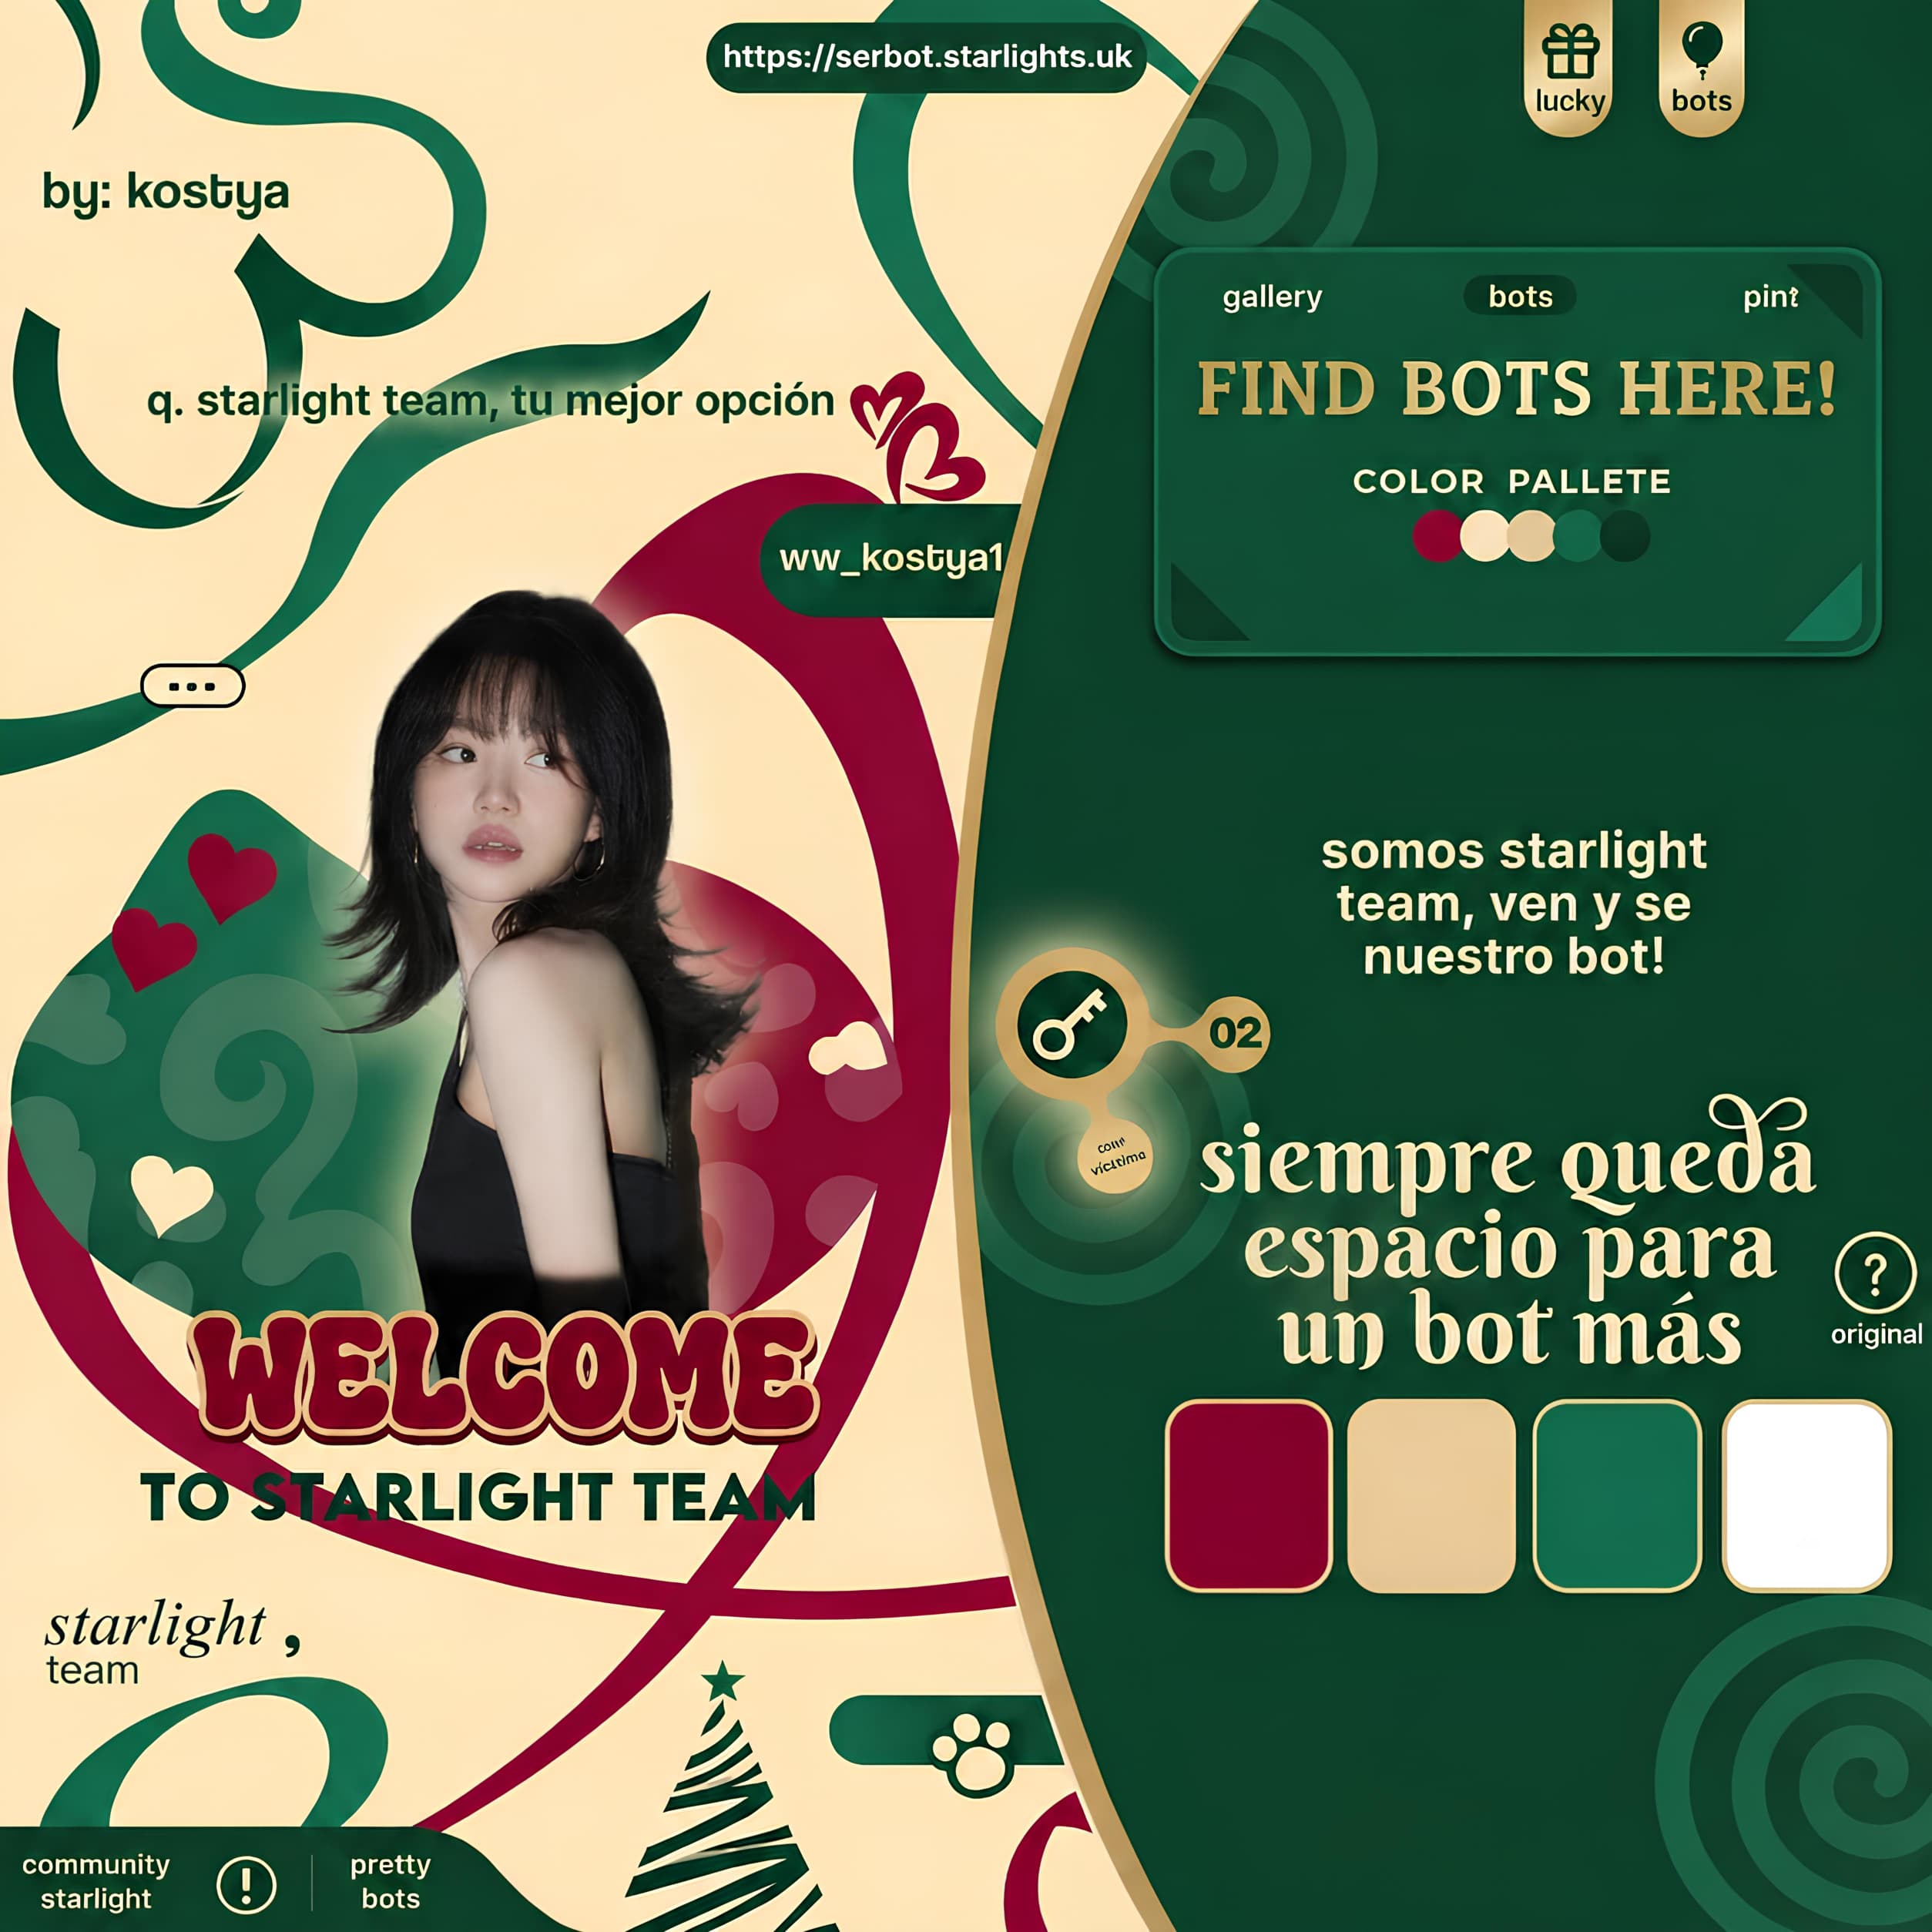 https://serbot.starlights.uk
lucky
bots
by: kostya
gallery
bots
pint
FIND BOTS HERE!
q. starlight team, tu mejor opción
COLOR PALLETE
ww_kostya1
somos starlight
team, ven y se
nuestro bot!
02
siempre queda
espacio para
un bot más
original
WELCOME
TO STARLIGHT TEAM
starlight ,
team
community
starlight
pretty
bots